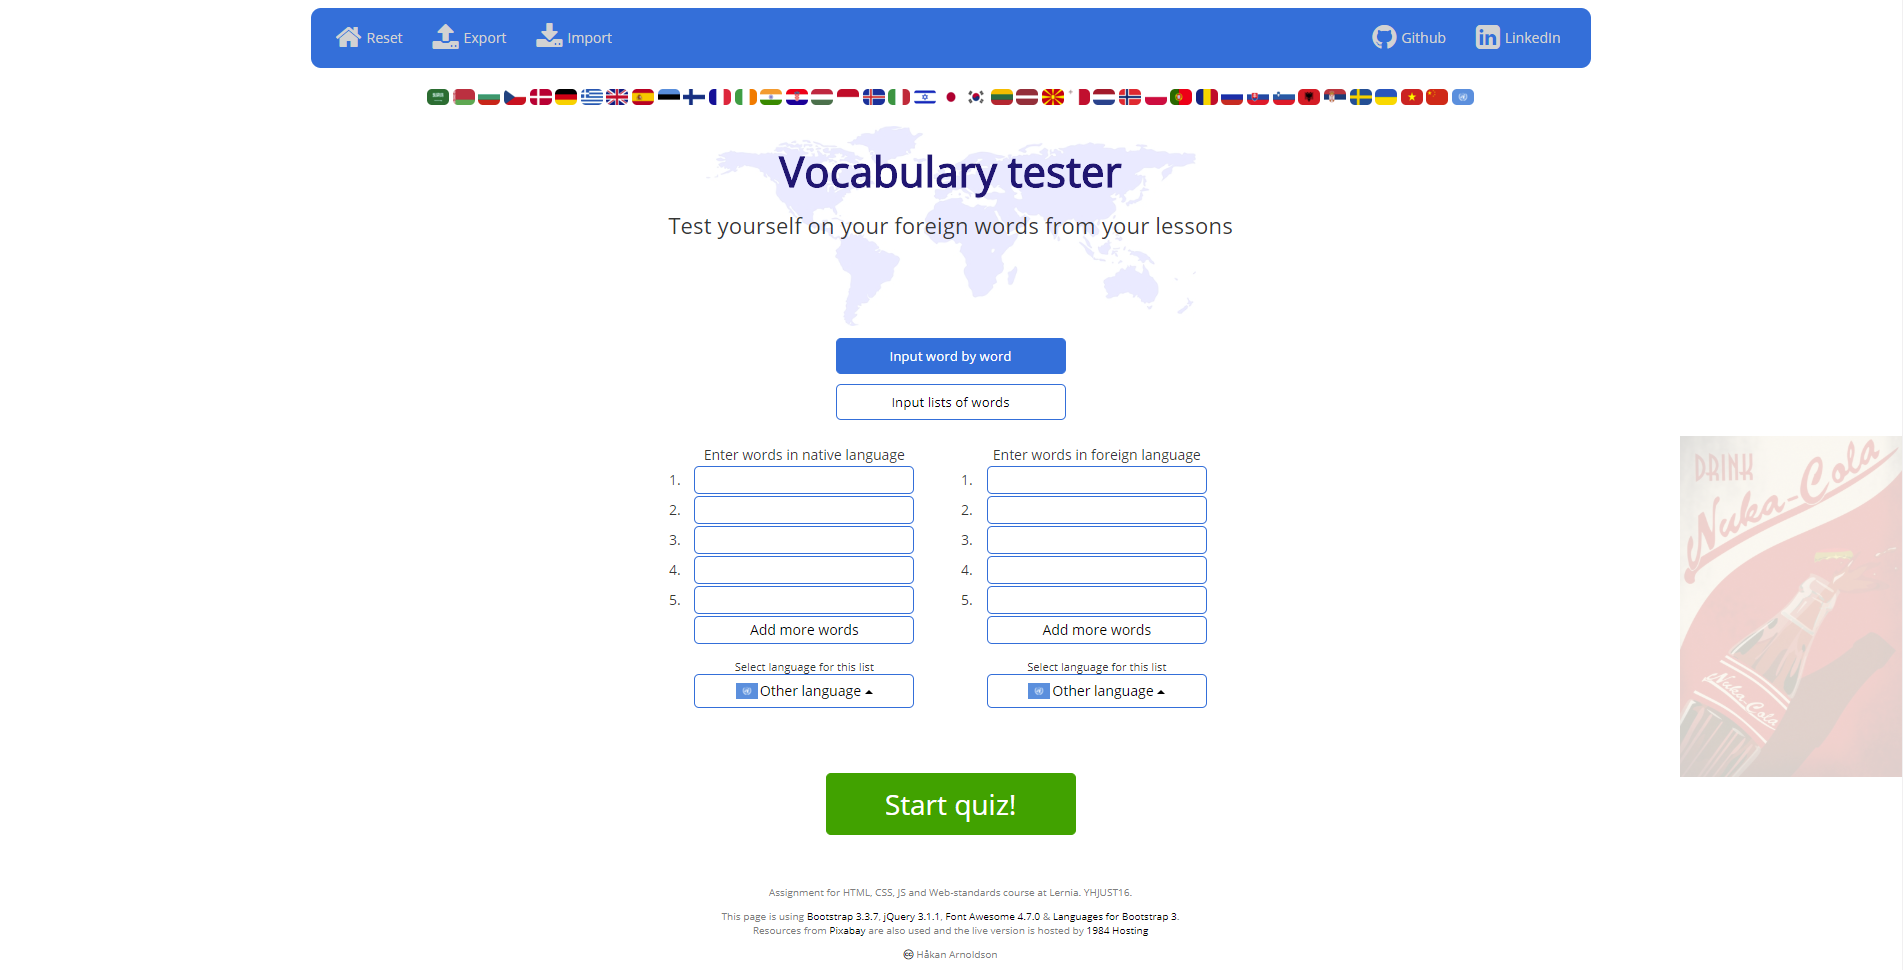 Reset Export Import Github LinkedIn
Vocabulary tester
Test yourself on your foreign words from your lessons
Input word by word
Input lists of words
Enter words in native language
1.
2.
3.
4.
5.
Add more words
Select language for this list
Other language
Enter words in foreign language
1.
2.
3.
4.
5.
Add more words
Select language for this list
Other language
DRINK
Nuka-Cola
Nuka-Cola
Start quiz!
Assignment for HTML, CSS, JS and Web-standards course at Lernia. YHJUST16.
This page is using Bootstrap 3.3.7, jQuery 3.1.1, Font Awesome 4.7.0 & Languages for Bootstrap 3.
Resources from Pixabay are also used and the live version is hosted by 1984 Hosting
Håkan Arnoldson